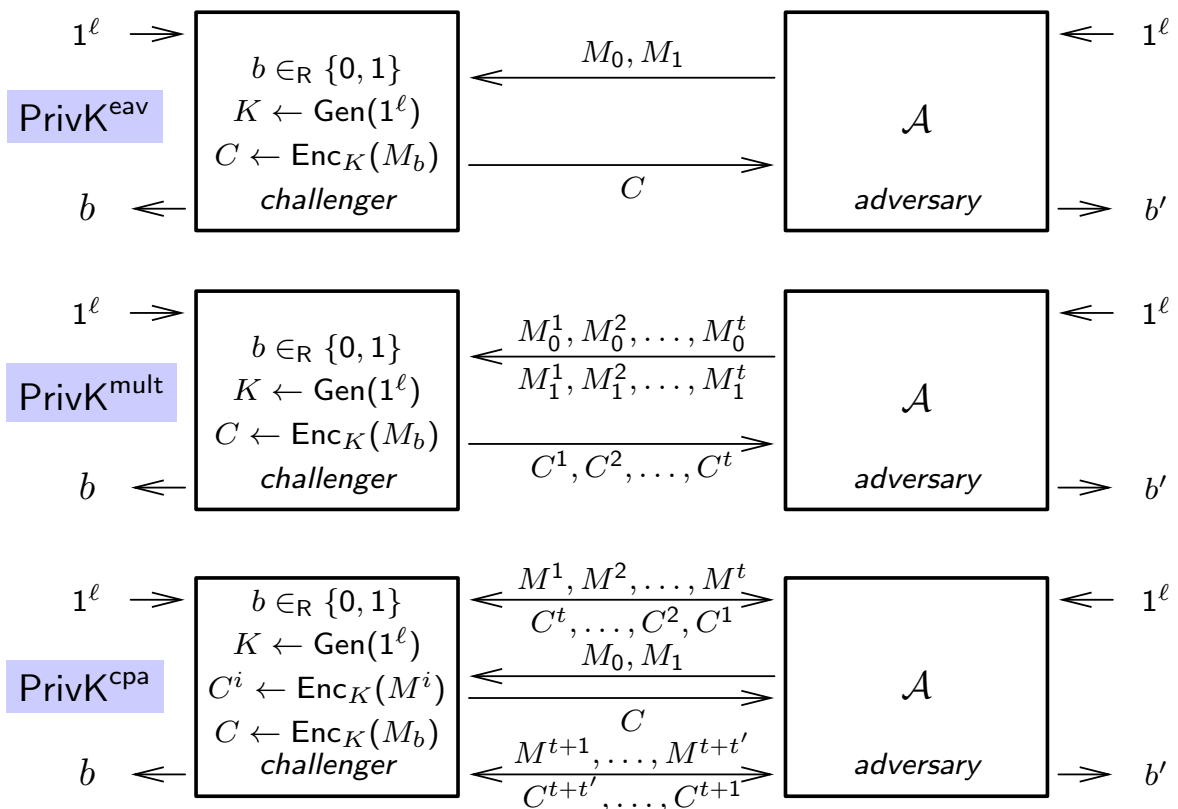 1^ℓ
b ∈_R {0, 1}
K ← Gen(1^ℓ)
C ← Enc_K(M_b)
challenger
M_0, M_1
C
𝒜
adversary
1^ℓ
PrivK^eav
b
b′
1^ℓ
b ∈_R {0, 1}
K ← Gen(1^ℓ)
C ← Enc_K(M_b)
challenger
M_0^1, M_0^2, . . . , M_0^t
M_1^1, M_1^2, . . . , M_1^t
C^1, C^2, . . . , C^t
𝒜
adversary
1^ℓ
PrivK^mult
b
b′
1^ℓ
b ∈_R {0, 1}
K ← Gen(1^ℓ)
C^i ← Enc_K(M^i)
C ← Enc_K(M_b)
challenger
M^1, M^2, . . . , M^t
C^t, . . . , C^2, C^1
M_0, M_1
C
M^{t+1}, . . . , M^{t+t′}
C^{t+t′}, . . . , C^{t+1}
𝒜
adversary
1^ℓ
PrivK^cpa
b
b′